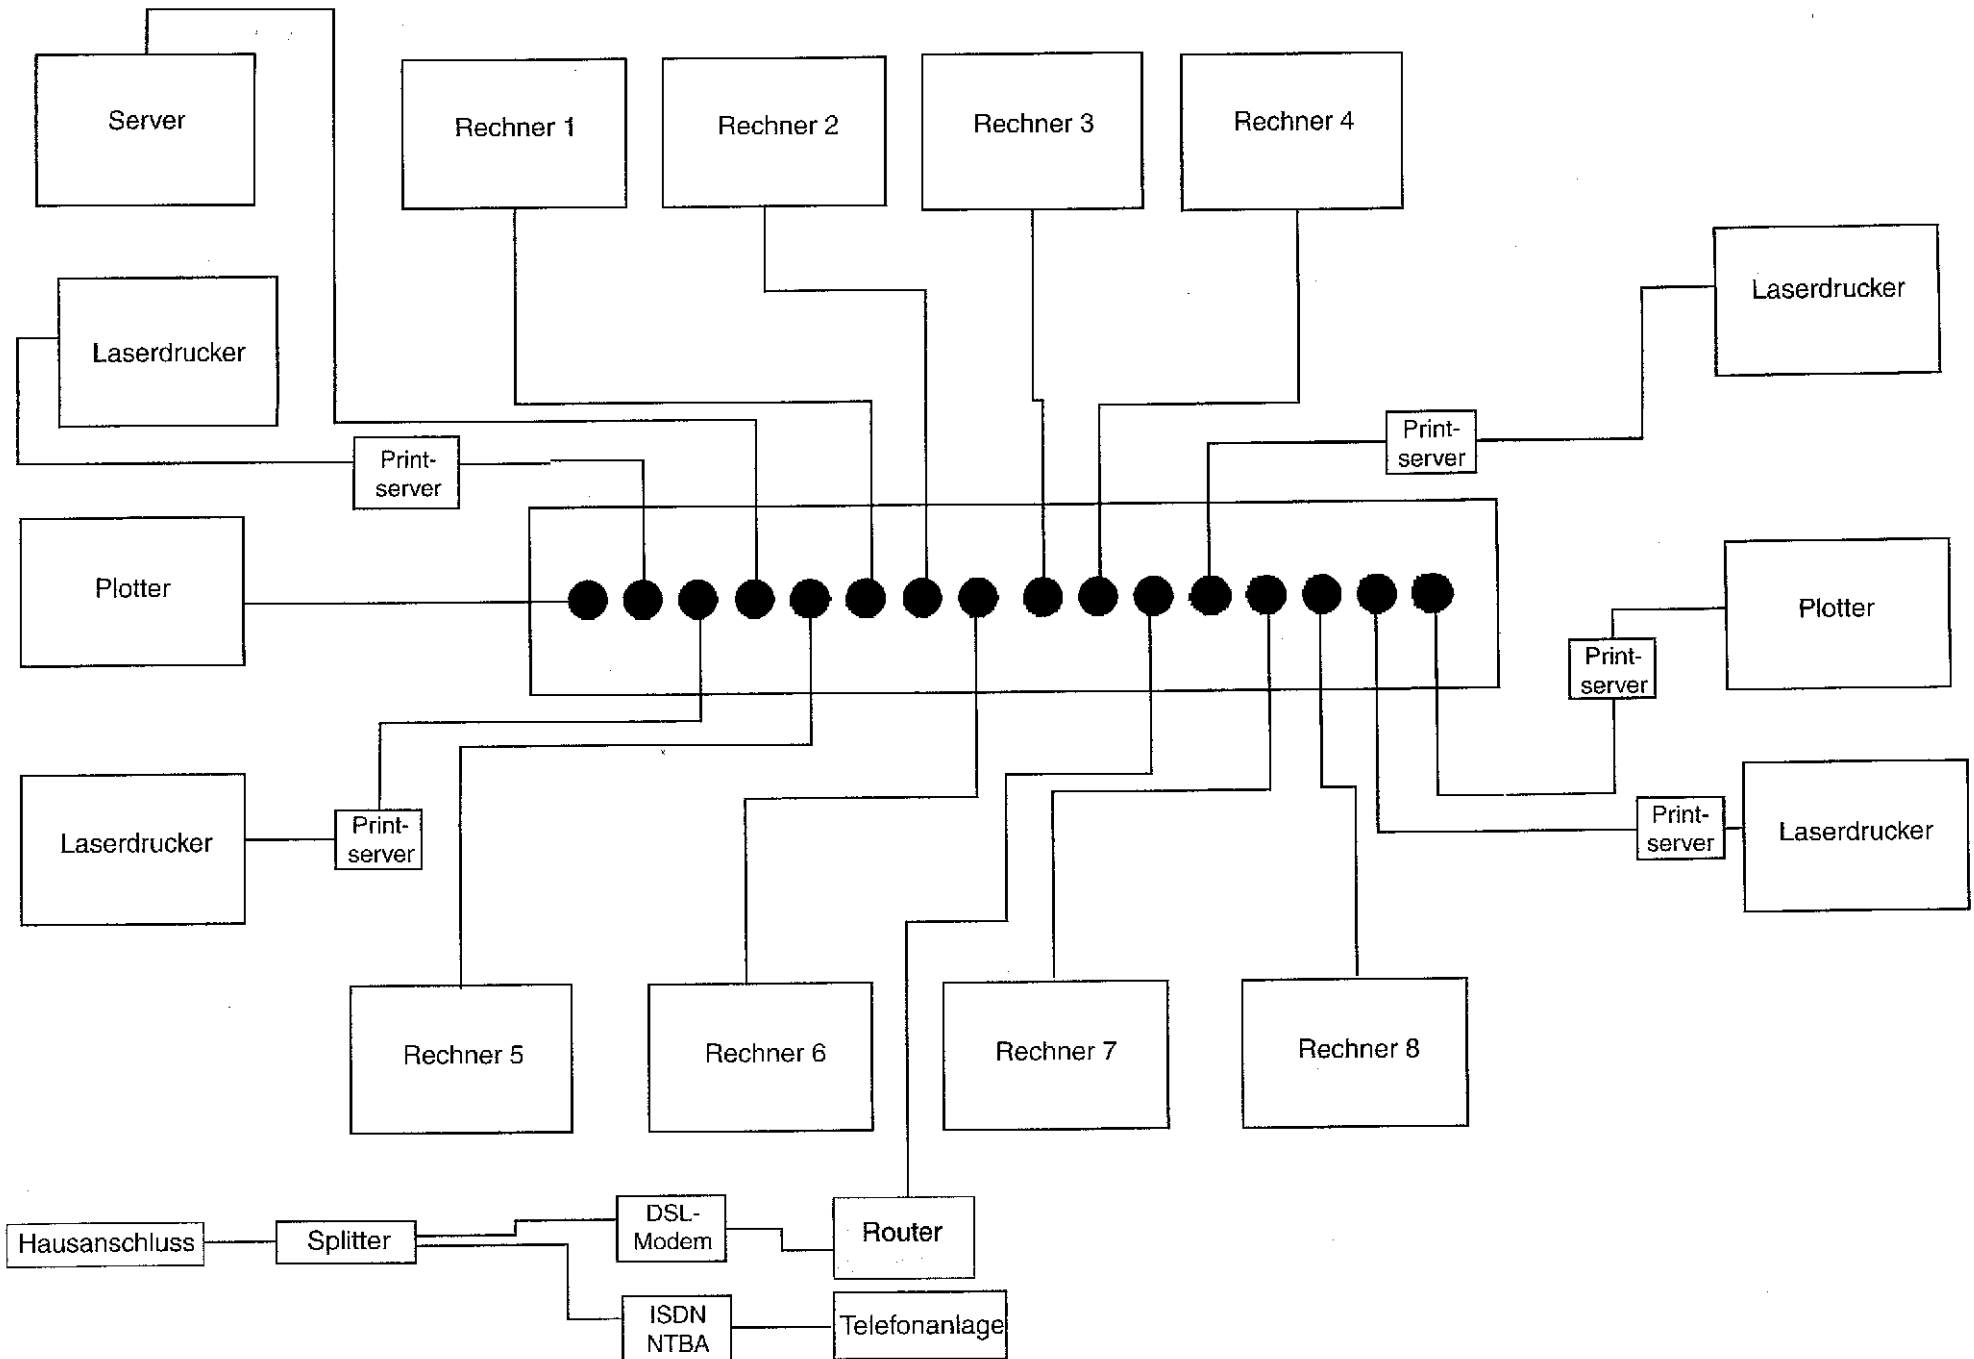 Server
Rechner 1
Rechner 2
Rechner 3
Rechner 4
Laserdrucker
Laserdrucker
Print-
server
Print-
server
Plotter
Plotter
Print-
server
Laserdrucker
Print-
server
Print-
server
Laserdrucker
Rechner 5
Rechner 6
Rechner 7
Rechner 8
Hausanschluss
Splitter
DSL-
Modem
Router
ISDN
NTBA
Telefonanlage